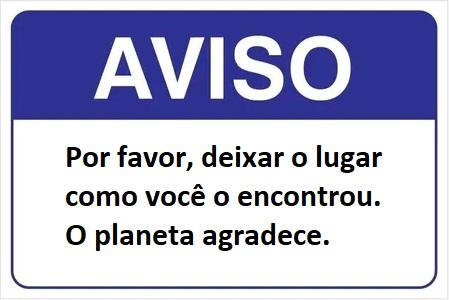 AVISO
Por favor, deixar o lugar
como você o encontrou.
O planeta agradece.